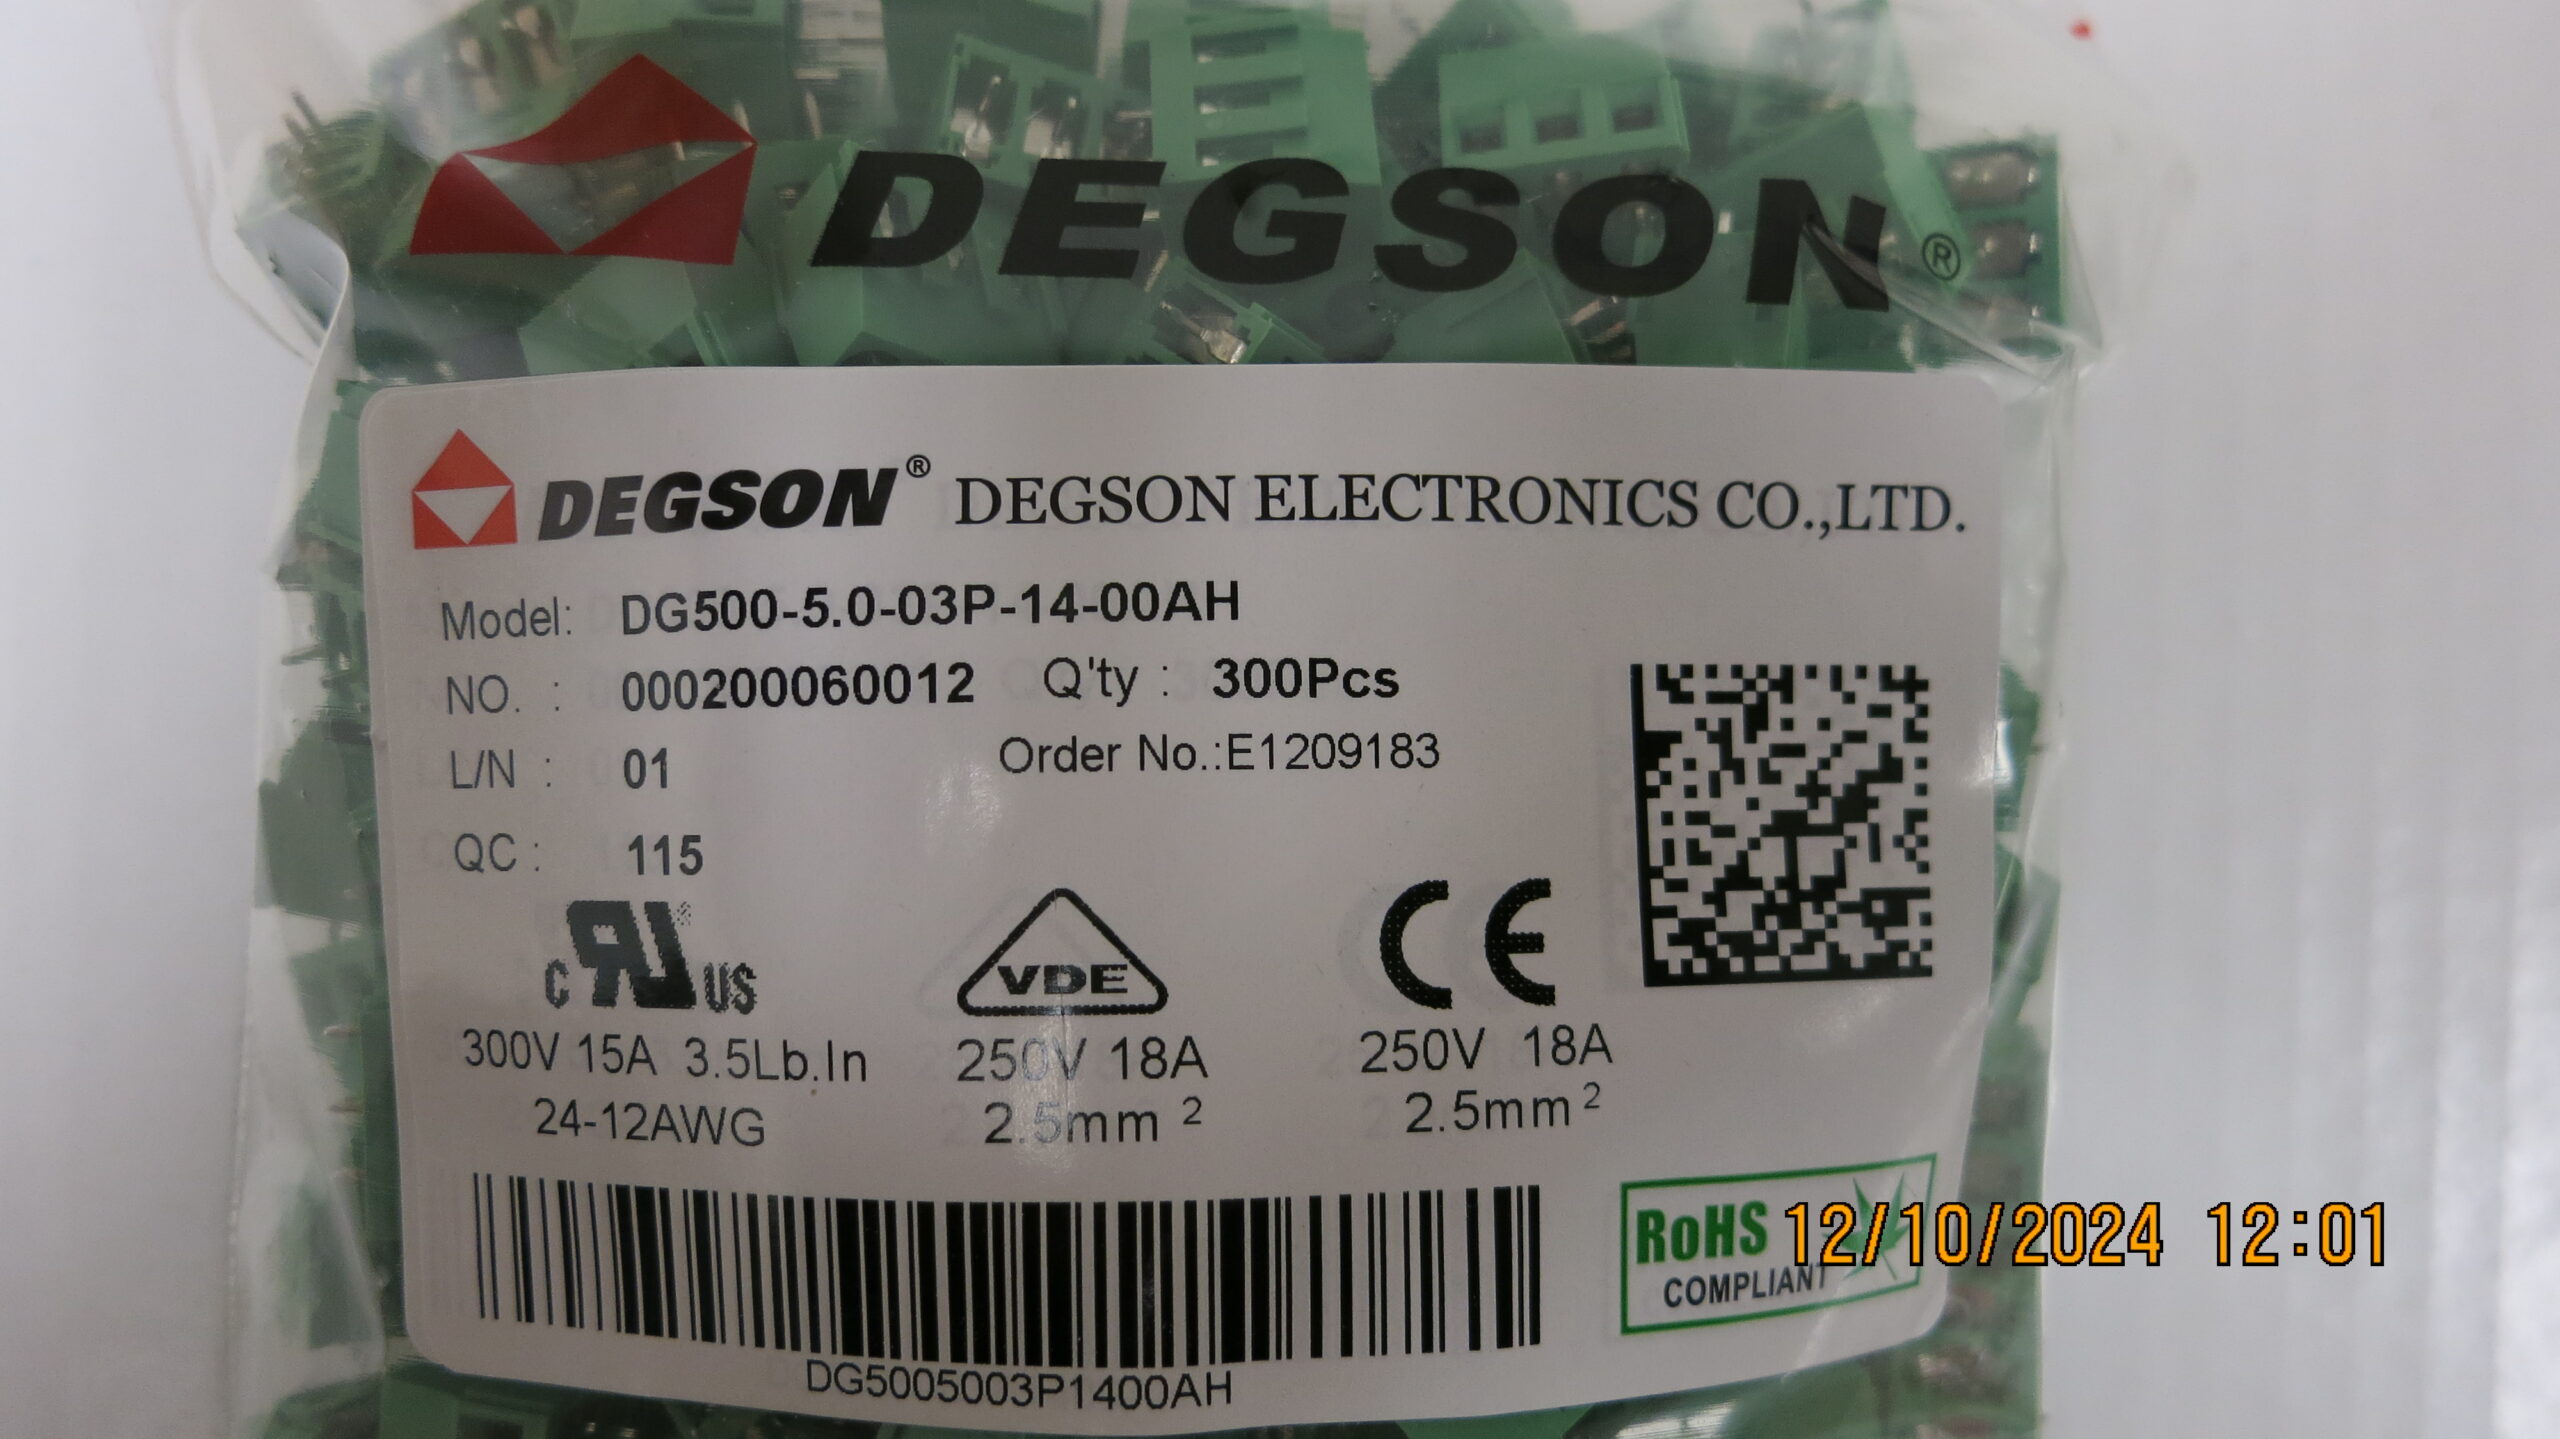 DEGSON®
DEGSON® DEGSON ELECTRONICS CO.,LTD.
Model: DG500-5.0-03P-14-00AH
NO. : 000200060012 Q'ty : 300Pcs
L/N : 01 Order No.:E1209183
QC : 115
c RU US VDE CE
300V 15A 3.5Lb.In 250V 18A 250V 18A
24-12AWG 2.5mm ² 2.5mm ²
RoHS 12/10/2024 12:01
COMPLIANT
DG5005003P1400AH